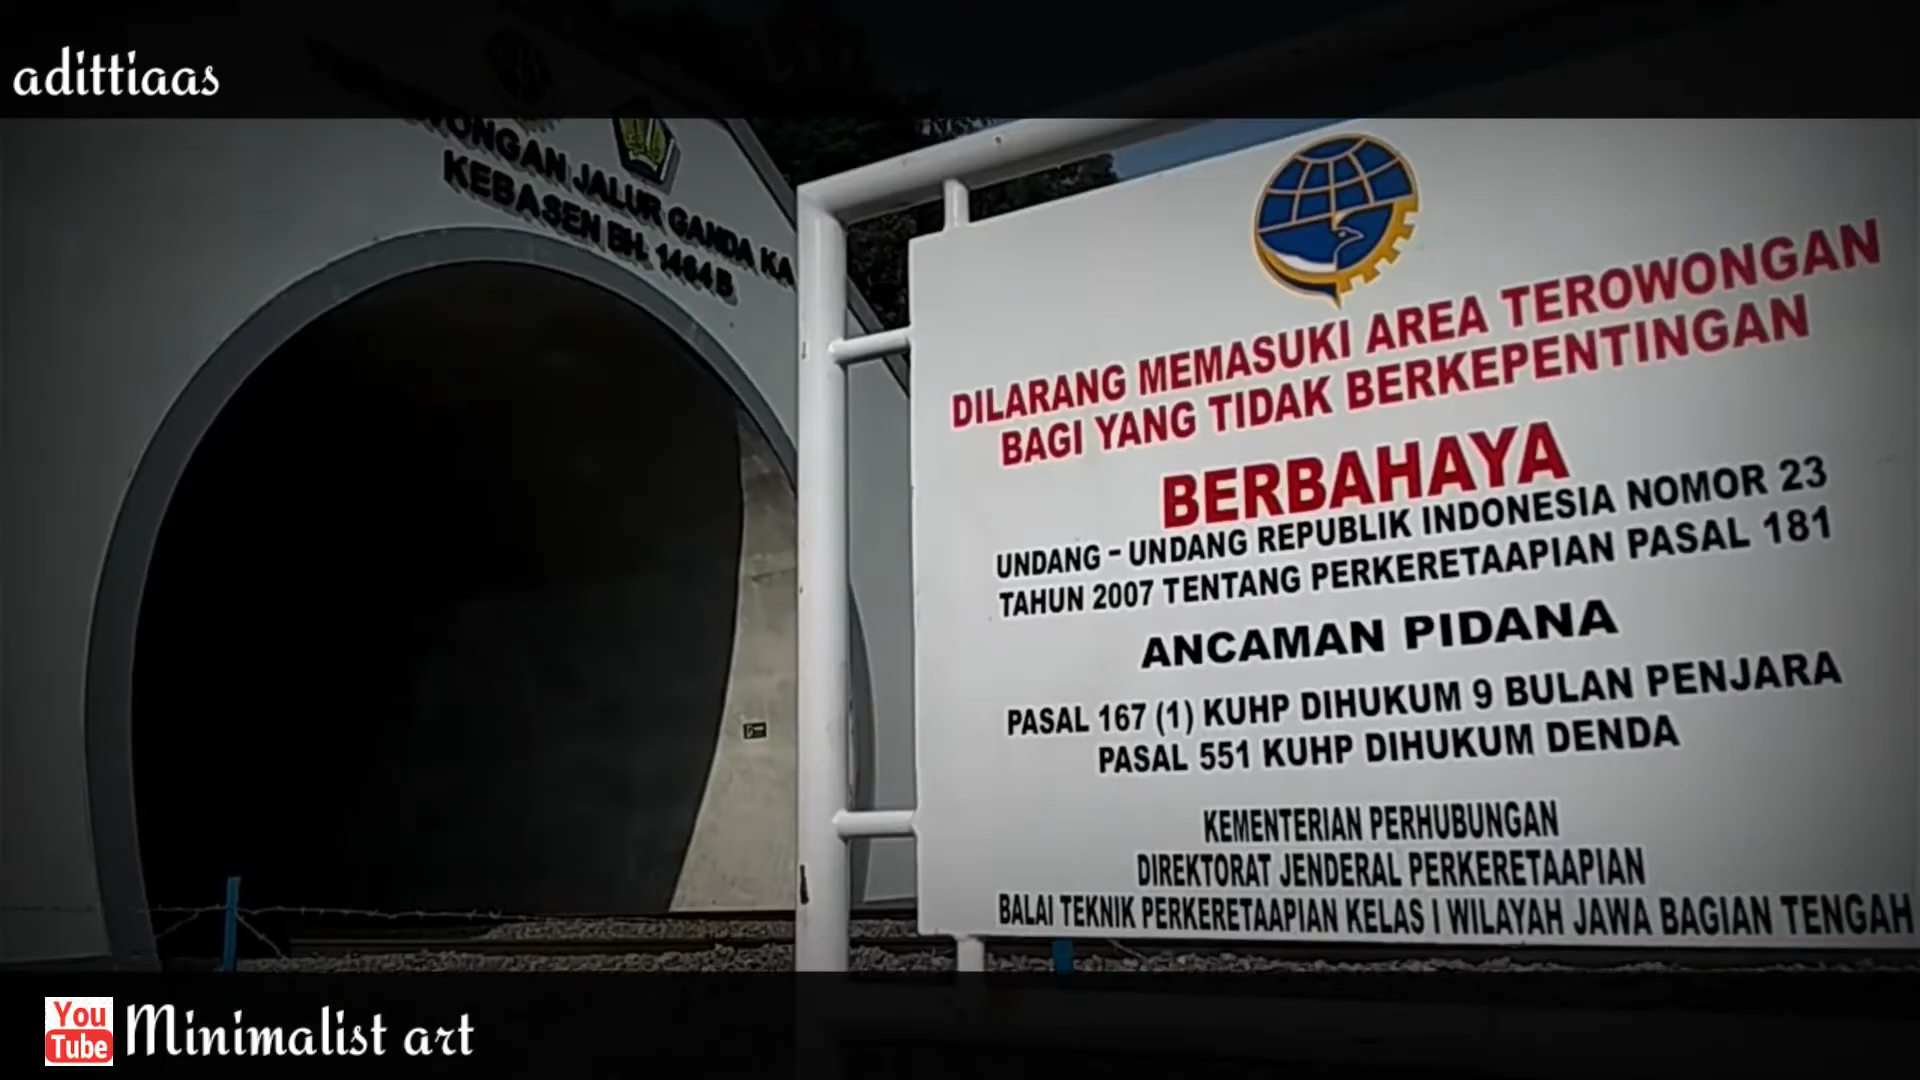 adittiaas
JALUR GANDA KA
KEBASEN BH. 1464 B
DILARANG MEMASUKI AREA TEROWONGAN
BAGI YANG TIDAK BERKEPENTINGAN
BERBAHAYA
UNDANG - UNDANG REPUBLIK INDONESIA NOMOR 23
TAHUN 2007 TENTANG PERKERETAAPIAN PASAL 181
ANCAMAN PIDANA
PASAL 167 (1) KUHP DIHUKUM 9 BULAN PENJARA
PASAL 551 KUHP DIHUKUM DENDA
KEMENTERIAN PERHUBUNGAN
DIREKTORAT JENDERAL PERKERETAAPIAN
BALAI TEKNIK PERKERETAAPIAN KELAS I WILAYAH JAWA BAGIAN TENGAH
You
Tube
Minimalist art